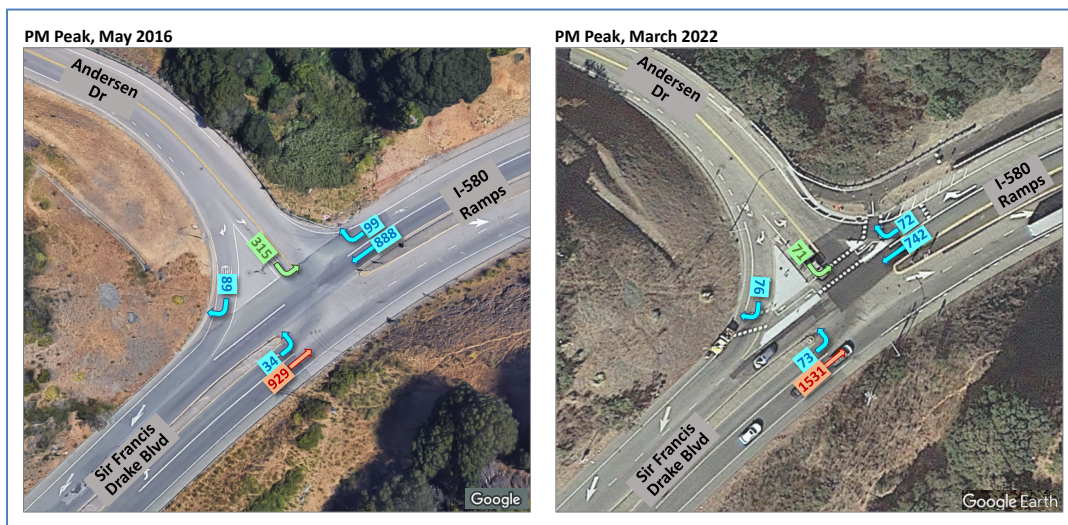 PM Peak, May 2016
Andersen
Dr
I-580
Ramps
99
888
315
89
34
929
Sir Francis
Drake Blvd
Google
PM Peak, March 2022
Andersen
Dr
I-580
Ramps
72
742
71
76
73
1531
Sir Francis
Drake Blvd
Google Earth